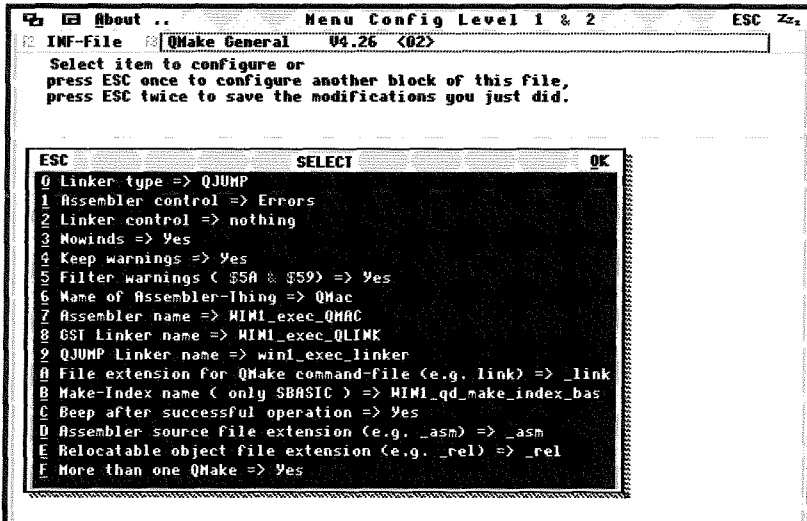 About .. Menu Config Level 1 & 2 ESC Zzz
F2 INF-File F3 QMake General V4.26 <02>
Select item to configure or
press ESC once to configure another block of this file,
press ESC twice to save the modifications you just did.
ESC SELECT OK
0 Linker type => QJUMP
1 Assembler control => Errors
2 Linker control => nothing
3 Nowinds => Yes
4 Keep warnings => Yes
5 Filter warnings ( $5A & $59) => Yes
6 Name of Assembler-Thing => QMac
7 Assembler name => WIN1_exec_QMAC
8 GST Linker name => WIN1_exec_QLINK
9 QJUMP Linker name => win1_exec_linker
A File extension for QMake command-file (e.g. link) => _link
B Make-Index name ( only SBASIC ) => WIN1_qd_make_index_bas
C Beep after successful operation => Yes
D Assembler source file extension (e.g. _asm) => _asm
E Relocatable object file extension (e.g. _rel) => _rel
F More than one QMake => Yes